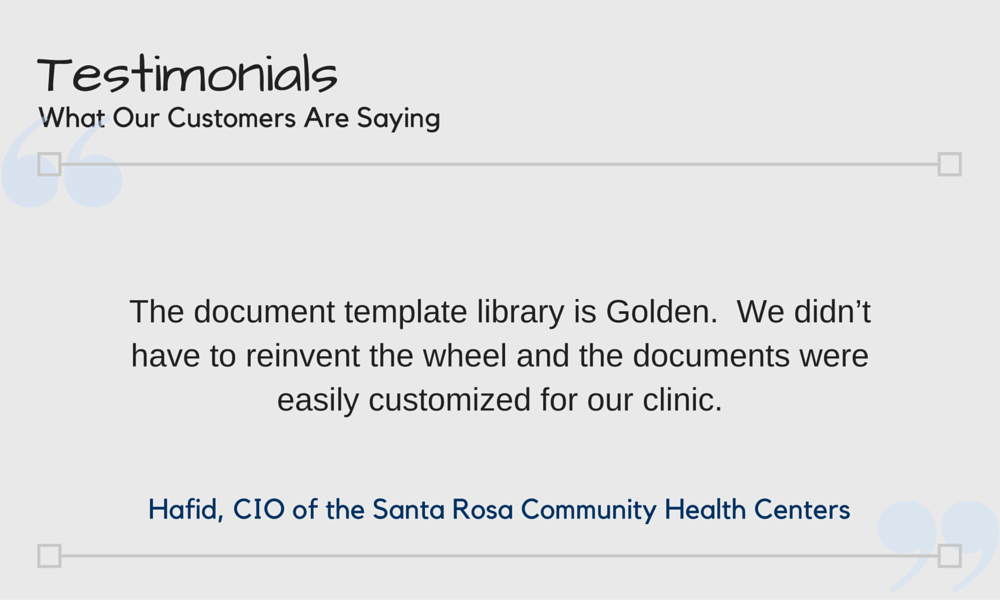 Testimonials
What Our Customers Are Saying
The document template library is Golden.  We didn’t
have to reinvent the wheel and the documents were
easily customized for our clinic.
Hafid, CIO of the Santa Rosa Community Health Centers